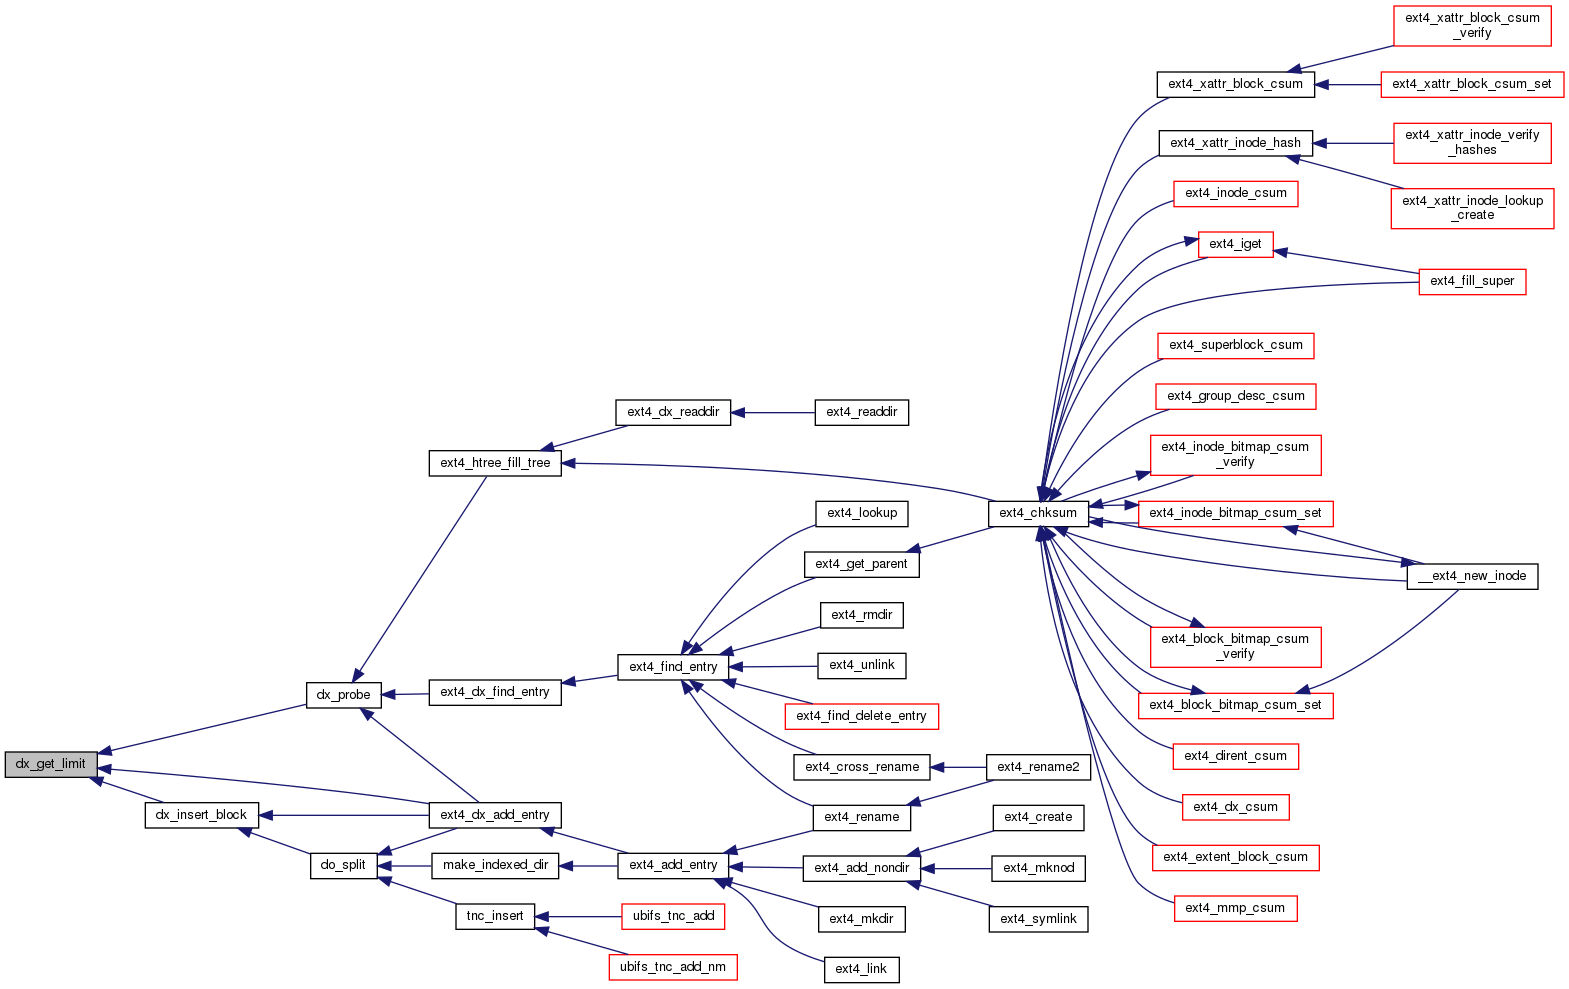 ext4_xattr_block_csum
_verify
ext4_xattr_block_csum
ext4_xattr_block_csum_set
ext4_xattr_inode_hash
ext4_xattr_inode_verify
_hashes
ext4_inode_csum
ext4_xattr_inode_lookup
_create
ext4_iget
ext4_fill_super
ext4_superblock_csum
ext4_group_desc_csum
ext4_dx_readdir
ext4_readdir
ext4_inode_bitmap_csum
_verify
ext4_htree_fill_tree
ext4_lookup
ext4_chksum
ext4_inode_bitmap_csum_set
ext4_get_parent
__ext4_new_inode
ext4_rmdir
ext4_block_bitmap_csum
_verify
ext4_find_entry
ext4_unlink
dx_probe
ext4_dx_find_entry
ext4_block_bitmap_csum_set
ext4_find_delete_entry
ext4_dirent_csum
dx_get_limit
ext4_cross_rename
ext4_rename2
ext4_dx_csum
dx_insert_block
ext4_dx_add_entry
ext4_rename
ext4_create
ext4_extent_block_csum
do_split
make_indexed_dir
ext4_add_entry
ext4_add_nondir
ext4_mknod
ext4_mmp_csum
tnc_insert
ubifs_tnc_add
ext4_mkdir
ext4_symlink
ubifs_tnc_add_nm
ext4_link